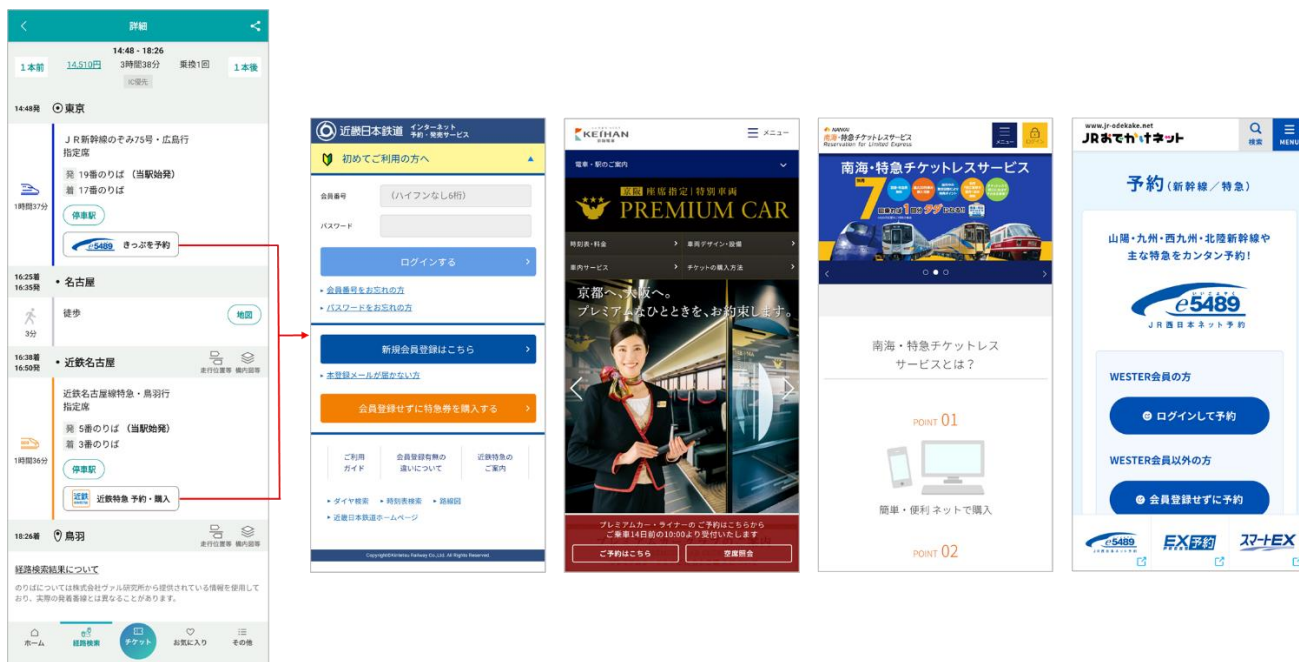 詳細
14:48 - 18:26
1本前
14,510円
3時間38分
乗換1回
1本後
IC優先
14:48発
東京
JR新幹線のぞみ75号・広島行
指定席
発 19番のりば (当駅始発)
着 17番のりば
1時間37分
停車駅
e5489 きっぷを予約
16:25着
16:35発
名古屋
徒歩
地図
3分
16:38着
16:50発
近鉄名古屋
走行位置等
構内図等
近鉄名古屋線特急・鳥羽行
指定席
発 5番のりば (当駅始発)
着 3番のりば
1時間36分
停車駅
近鉄 近鉄特急 予約・購入
18:26着
鳥羽
走行位置等
構内図等
経路検索結果について
のりばについては株式会社ヴァル研究所から提供されている情報を使用して
おり、実際の発着番線とは異なることがあります。
ホーム
経路検索
チケット
お気に入り
その他
近畿日本鉄道
インターネット
予約・発売サービス
初めてご利用の方へ
会員番号
(ハイフンなし6桁)
パスワード
ログインする
会員番号をお忘れの方
パスワードをお忘れの方
新規会員登録はこちら
本登録メールが届かない方
会員登録せずに特急券を購入する
ご利用
ガイド
会員登録有無の
違いについて
近鉄特急の
ご案内
ダイヤ検索
時刻表検索
路線図
近畿日本鉄道ホームページ
Copyright©Kintetsu Railway Co.,Ltd. All Rights Reserved.
KEIHAN
メニュー
電車・駅のご案内
京阪 座席指定|特別車両
PREMIUM CAR
時刻表・料金
車両デザイン・設備
車内サービス
チケットの購入方法
京都へ、大阪へ。
プレミアムなひとときを、お約束します。
プレミアムカー・ライナーの ご予約はこちらから
ご乗車14日前の10:00より受付いたします
ご予約はこちら
空席照会
NANKAI
南海・特急チケットレスサービス
Reservation for Limited Express
メニュー
ログイン
南海・特急チケットレスサービス
7
南海・特急チケットレス
サービスとは?
POINT 01
簡単・便利 ネットで購入
POINT 02
www.jr-odekake.net
JRおでかけネット
検索
MENU
予約(新幹線/特急)
山陽・九州・西九州・北陸新幹線や
主な特急をカンタン予約!
e5489
JR西日本ネット予約
WESTER会員の方
ログインして予約
WESTER会員以外の方
会員登録せずに予約
e5489
EX予約
スマートEX